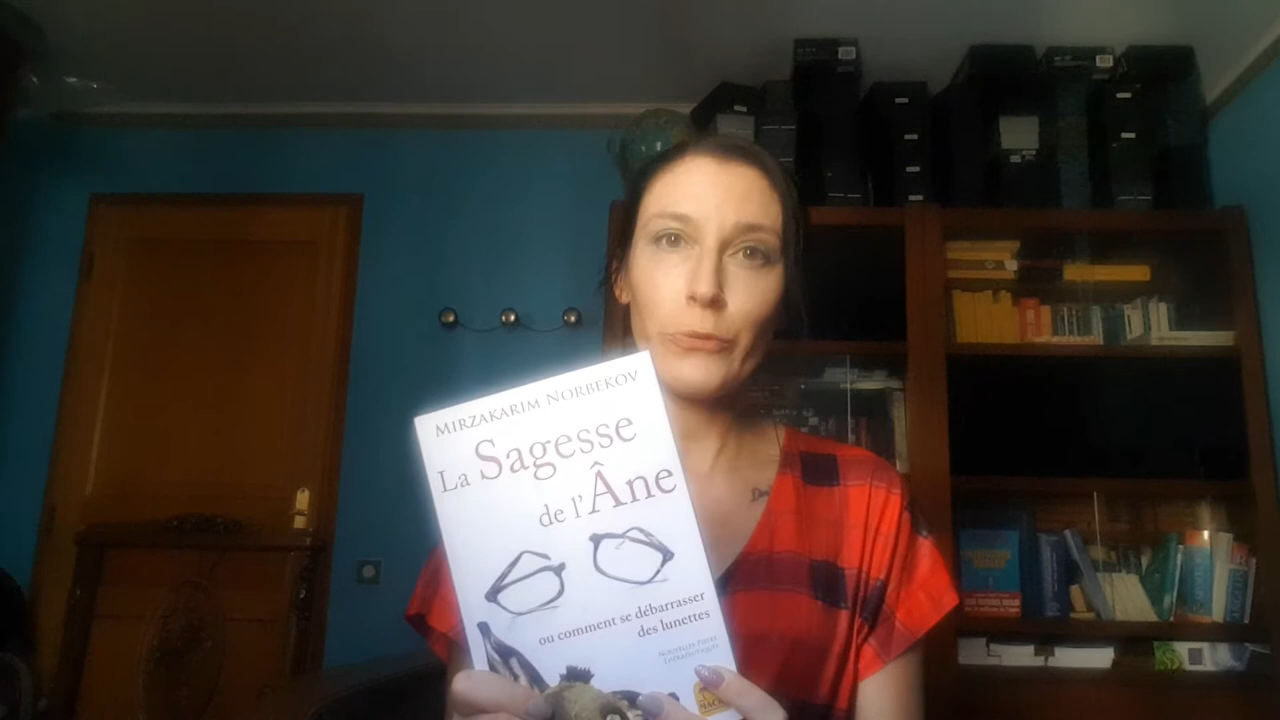 MIRZAKARIM NORBEKOV
La Sagesse
de l'Âne
ou comment se débarrasser
des lunettes
NOUVELLES PISTES
THÉRAPEUTIQUES